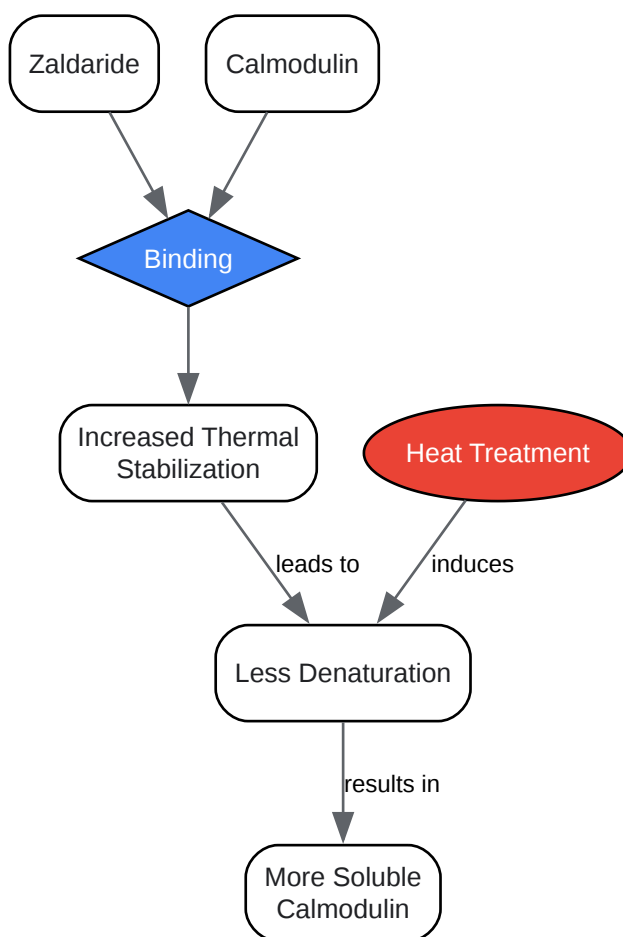 Zaldaride
Calmodulin
Binding
Increased Thermal
Stabilization
Heat Treatment
leads to
induces
Less Denaturation
results in
More Soluble
Calmodulin